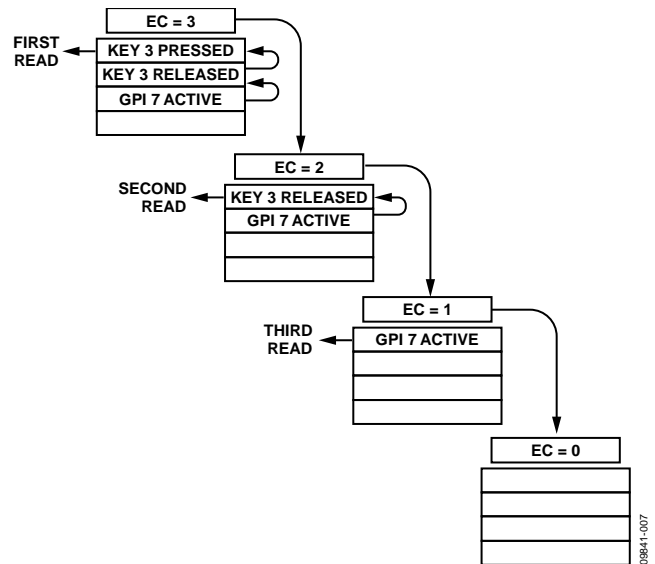 EC = 3
FIRST
READ
KEY 3 PRESSED
KEY 3 RELEASED
GPI 7 ACTIVE
EC = 2
SECOND
READ
KEY 3 RELEASED
GPI 7 ACTIVE
EC = 1
THIRD
READ
GPI 7 ACTIVE
EC = 0
09841-007